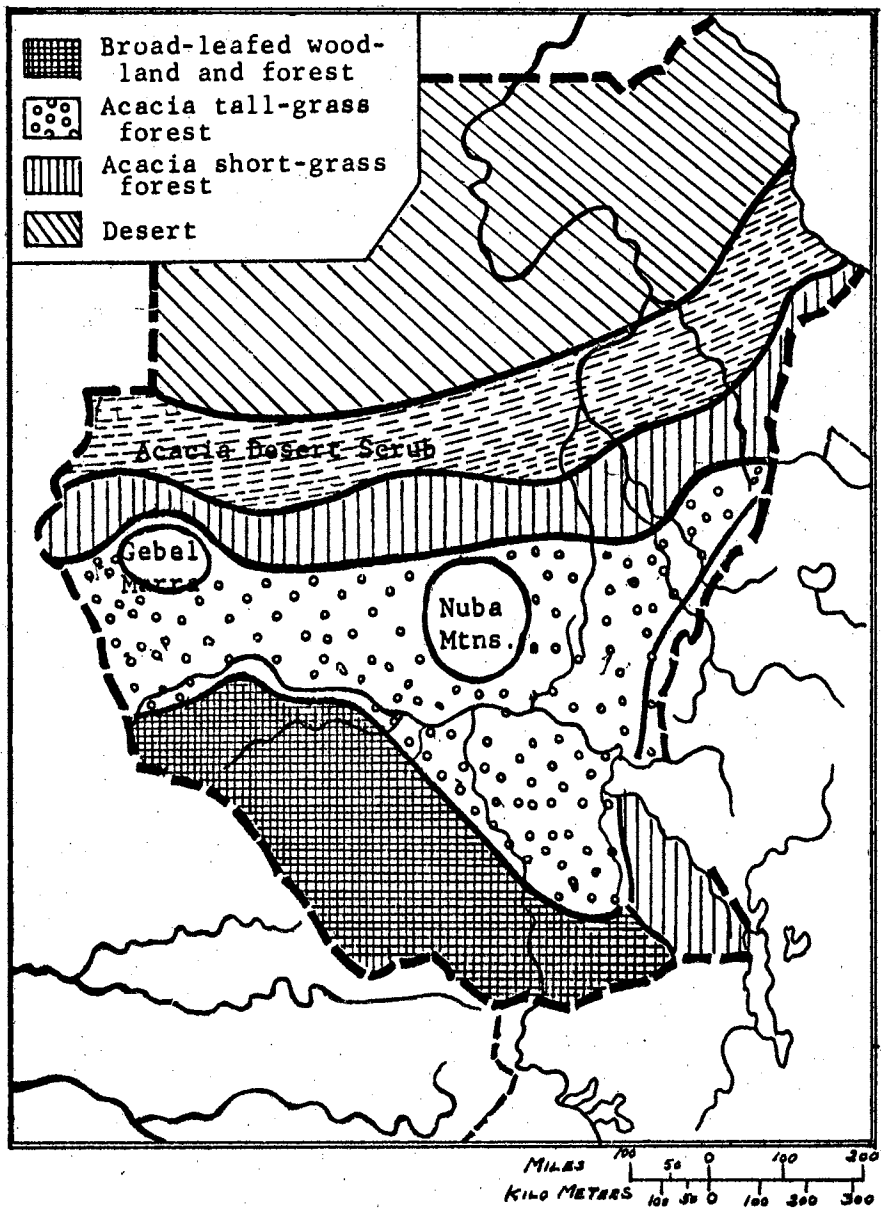 Broad-leafed wood-
land and forest
Acacia tall-grass
forest
Acacia short-grass
forest
Desert
Acacia Desert Scrub
Gebel
Marra
Nuba
Mtns.
MILES 100 50 0 100 200
KILO METERS 100 50 0 100 200 300